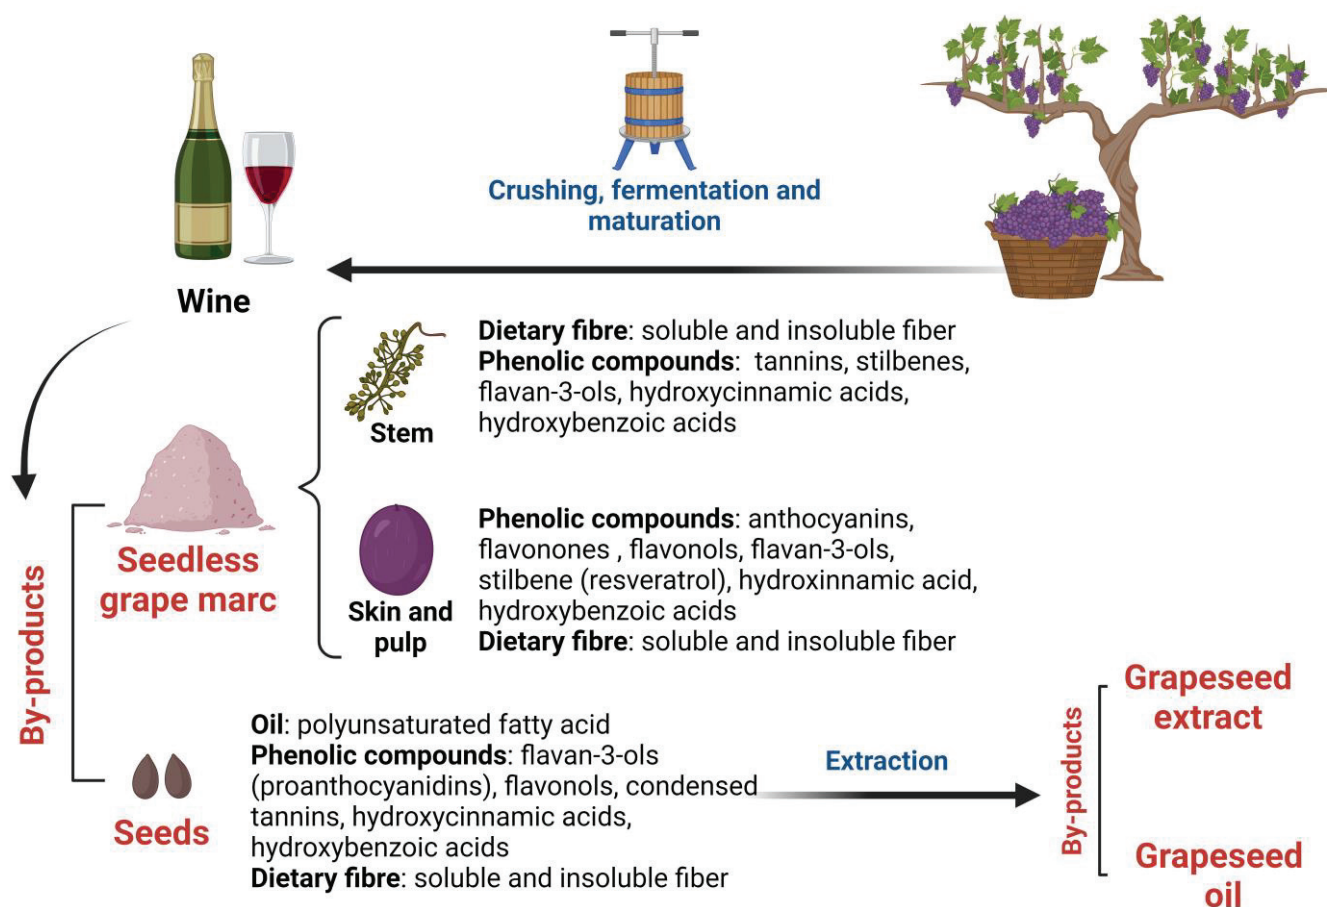 Crushing, fermentation and
maturation
Wine
Dietary fibre: soluble and insoluble fiber
Phenolic compounds: tannins, stilbenes,
flavan-3-ols, hydroxycinnamic acids,
hydroxybenzoic acids
Stem
Seedless
grape marc
Phenolic compounds: anthocyanins,
flavonones , flavonols, flavan-3-ols,
stilbene (resveratrol), hydroxinnamic acid,
hydroxybenzoic acids
Dietary fibre: soluble and insoluble fiber
Skin and
pulp
By-products
Seeds
Oil: polyunsaturated fatty acid
Phenolic compounds: flavan-3-ols
(proanthocyanidins), flavonols, condensed
tannins, hydroxycinnamic acids,
hydroxybenzoic acids
Dietary fibre: soluble and insoluble fiber
Extraction
By-products
Grapeseed
extract
Grapeseed
oil